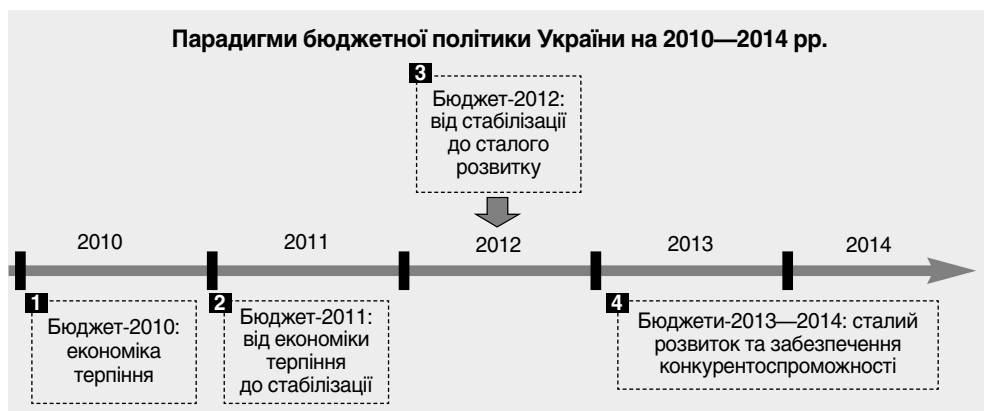 Парадигми бюджетної політики України на 2010—2014 рр.
3
Бюджет-2012:
від стабілізації
до сталого
розвитку
2010
2011
2012
2013
2014
1
Бюджет-2010:
економіка
терпіння
2
Бюджет-2011:
від економіки
терпіння
до стабілізації
4
Бюджети-2013—2014: сталий
розвиток та забезпечення
конкурентоспроможності